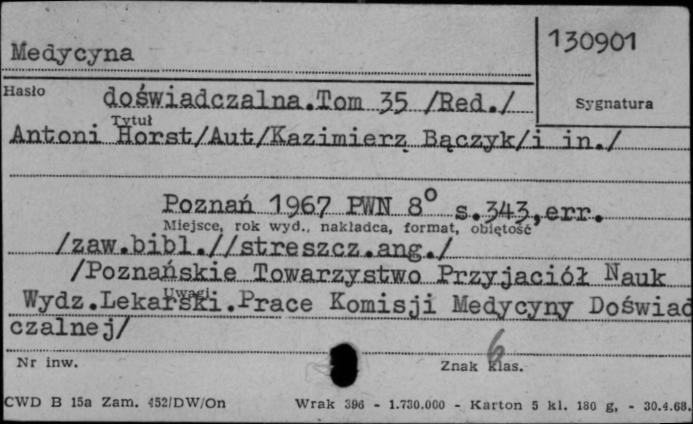 130901
Medycyna
Hasło
Sygnatura
doświadczalna.Tom 35 /Red./
Tytuł
Antoni Horst/Aut/Kazimierz Bączyk/i in./
Poznań 1967 PWN 8° s.343,err.
Miejsce, rok wyd., nakładca, format, objętość
/zaw.bibl.//streszcz.ang./
/Poznańskie Towarzystwo Przyjaciół Nauk
Uwagi
Wydz.Lekarski.Prace Komisji Medycyny Doświad
czalnej/
6
Nr inw.
Znak klas.
CWD B 15a Zam. 452/DW/On Wrak 396 - 1.730.000 - Karton 5 kl. 180 g, - 30.4.68.